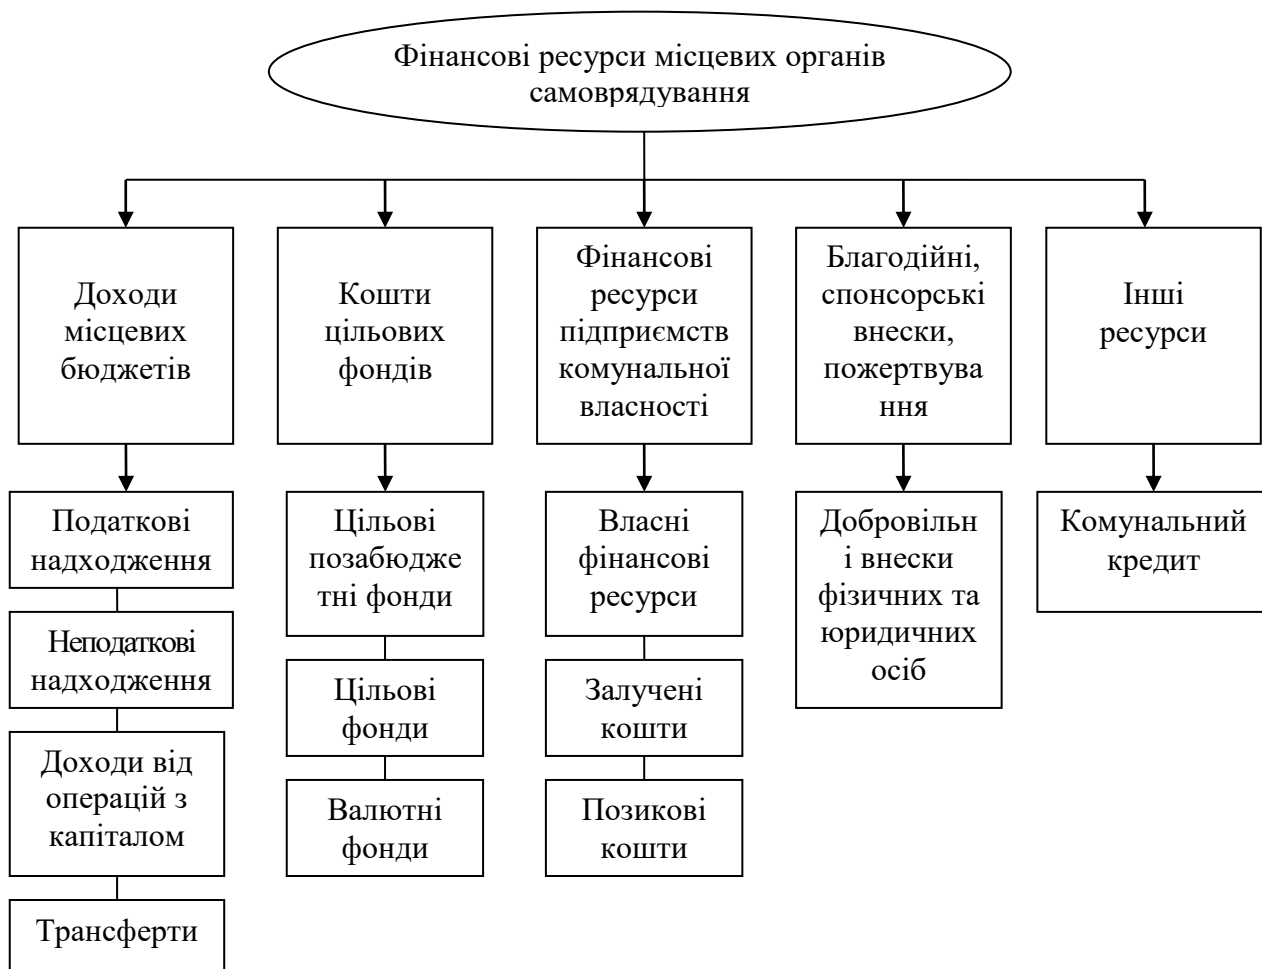 Фінансові ресурси місцевих органів
самоврядування
Доходи
місцевих
бюджетів
Кошти
цільових
фондів
Фінансові
ресурси
підприємств
комунальної
власності
Благодійні,
спонсорські
внески,
пожертвува
ння
Інші
ресурси
Податкові
надходження
Неподаткові
надходження
Доходи від
операцій з
капіталом
Трансферти
Цільові
позабюдже
тні фонди
Цільові
фонди
Валютні
фонди
Власні
фінансові
ресурси
Залучені
кошти
Позикові
кошти
Добровільн
і внески
фізичних та
юридичних
осіб
Комунальний
кредит